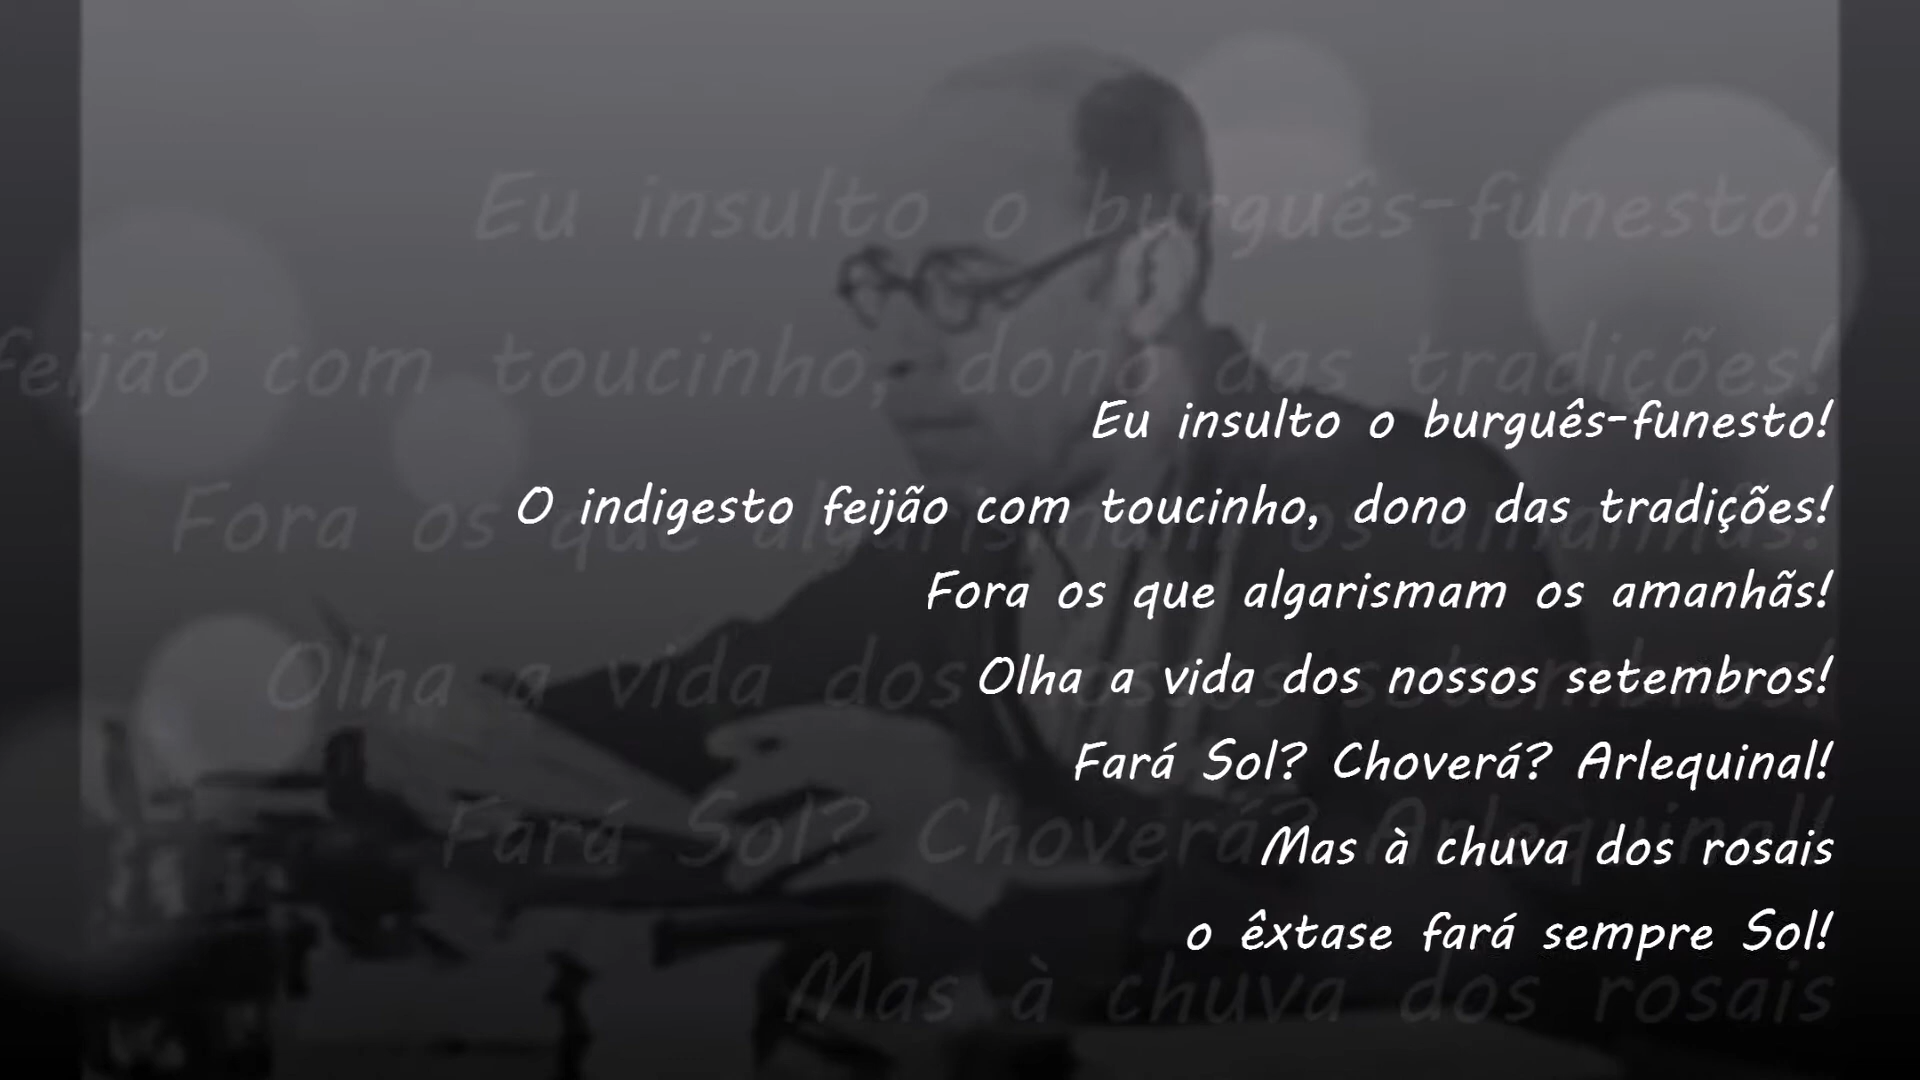 Eu insulto o burguês-funesto!
O indigesto feijão com toucinho, dono das tradições!
Fora os que algarismam os amanhãs!
Olha a vida dos nossos setembros!
Fará Sol? Choverá? Arlequinal!
Mas à chuva dos rosais
o êxtase fará sempre Sol!
Eu insulto o burguês-funesto!
feijão com toucinho, dono das tradições!
Fora os que algarismam os amanhãs!
Olha a vida dos nossos setembros!
Fará Sol? Choverá? Arlequinal!
Mas à chuva dos rosais